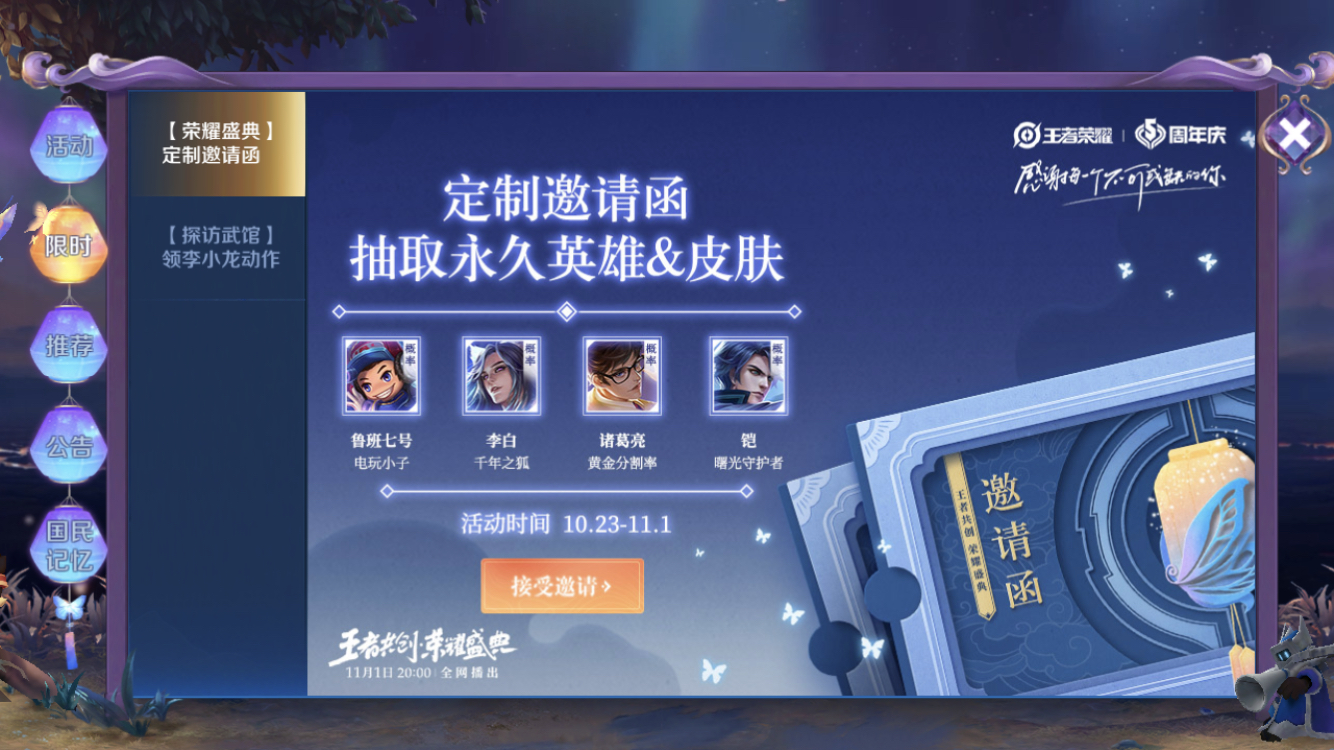 活动
限时
推荐
公告
国民
记忆
【荣耀盛典】
定制邀请函
【探访武馆】
领李小龙动作
王者荣耀 | 5周年庆
感谢每一个不可或缺的你
定制邀请函
抽取永久英雄&皮肤
概率
概率
概率
概率
鲁班七号
李白
诸葛亮
铠
电玩小子
千年之狐
黄金分割率
曙光守护者
活动时间 10.23-11.1
接受邀请>
王者共创·荣耀盛典
11月1日 20:00 | 全网播出
邀请函
王者共创 荣耀盛典